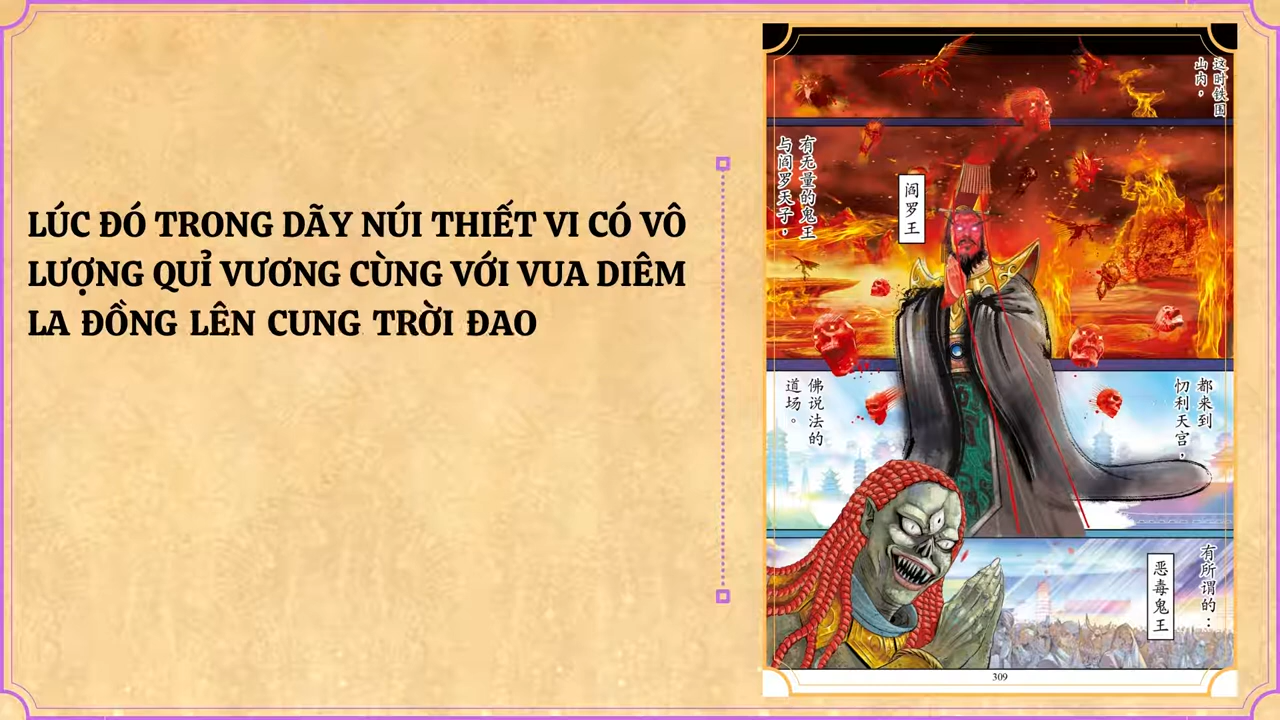 LÚC ĐÓ TRONG DÃY NÚI THIẾT VI CÓ VÔ
LƯỢNG QUỈ VƯƠNG CÙNG VỚI VUA DIÊM
LA ĐỒNG LÊN CUNG TRỜI ĐAO
这时铁围
山内，
有无量的鬼王
与阎罗天子，
阎罗王
都来到
忉利天宫，
佛说法的
道场。
有所谓的：
恶毒鬼王
309